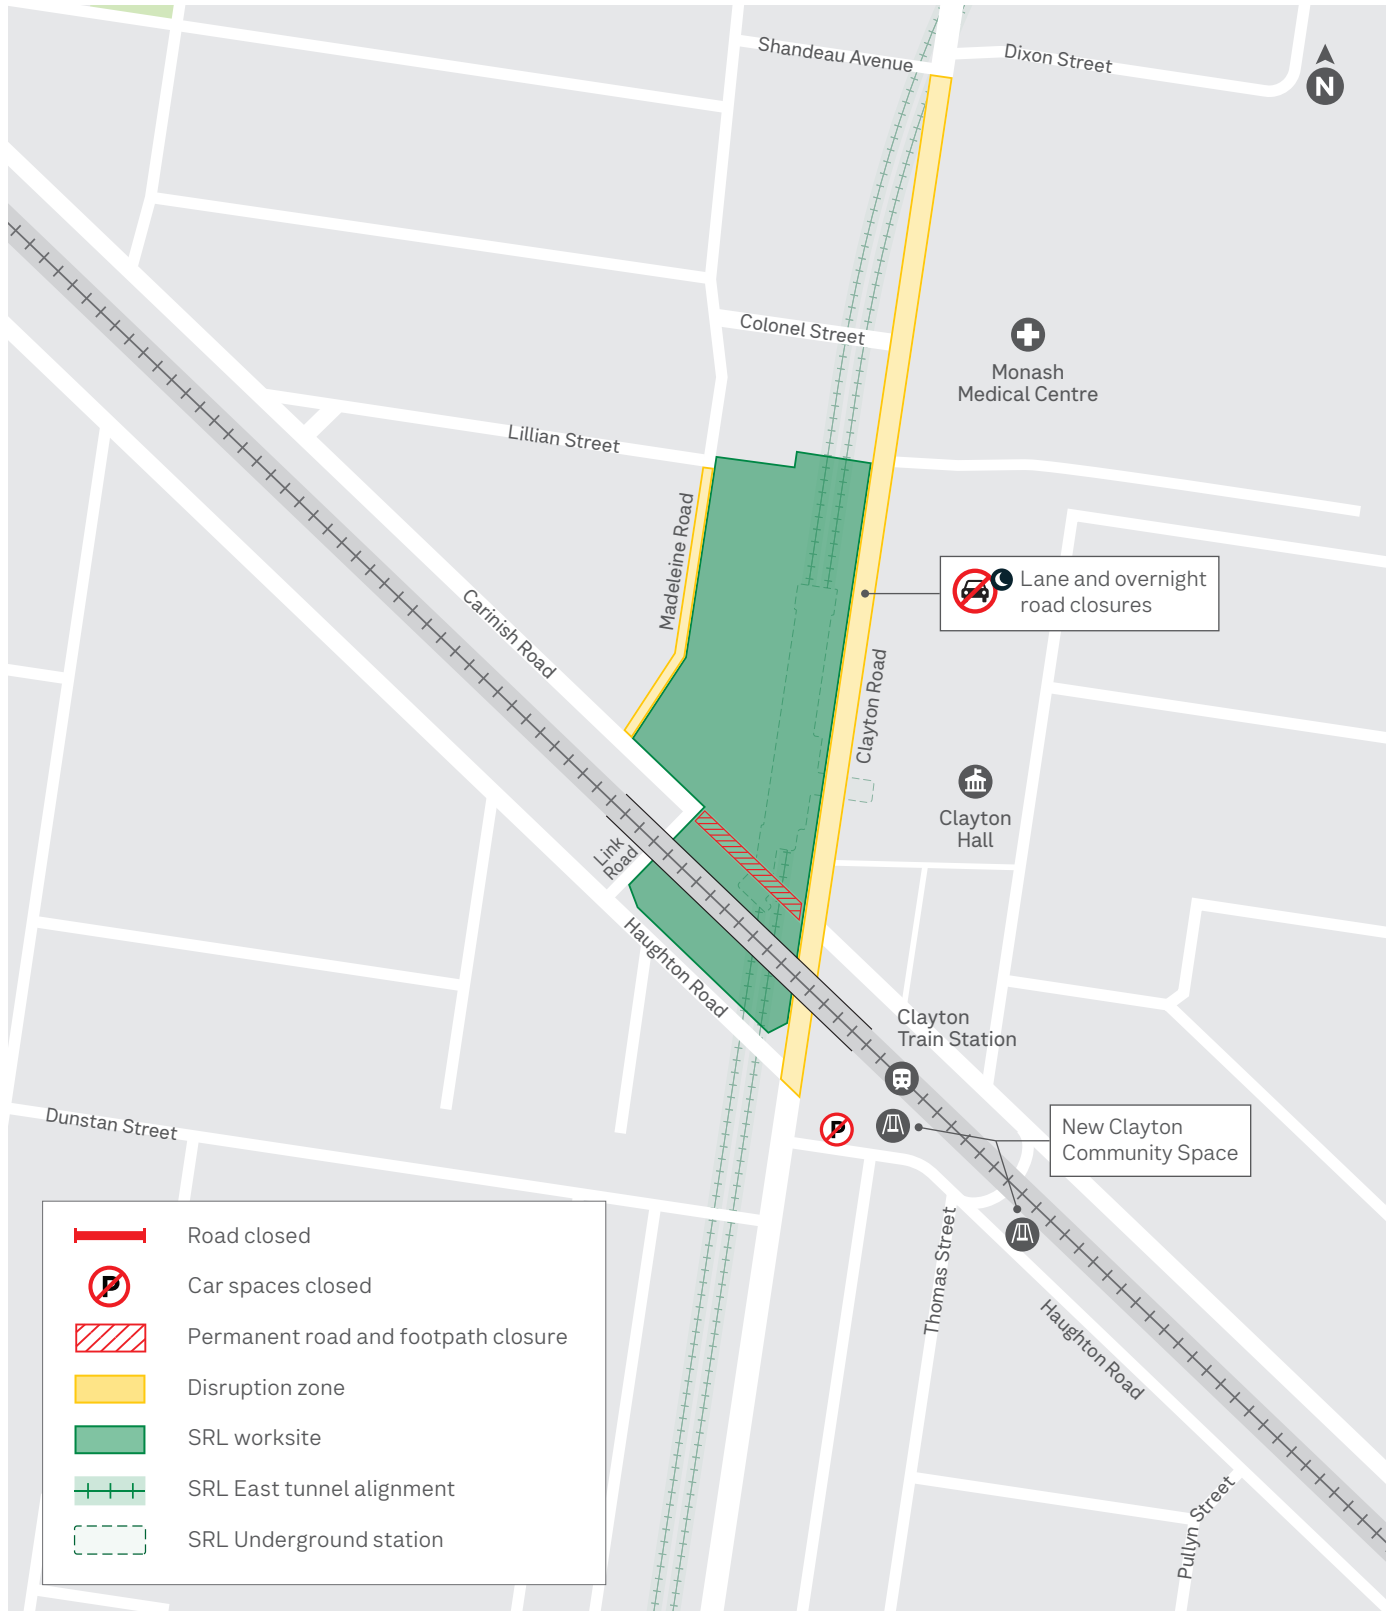 Shandeau Avenue
Dixon Street
N
Colonel Street
Monash
Medical Centre
Lillian Street
Madeleine Road
Lane and overnight
road closures
Carinish Road
Clayton Road
Clayton
Hall
Link
Road
Haughton Road
Clayton
Train Station
P
New Clayton
Community Space
Dunstan Street
Thomas Street
Haughton Road
Pullyn Street
Road closed
P
Car spaces closed
Permanent road and footpath closure
Disruption zone
SRL worksite
SRL East tunnel alignment
SRL Underground station